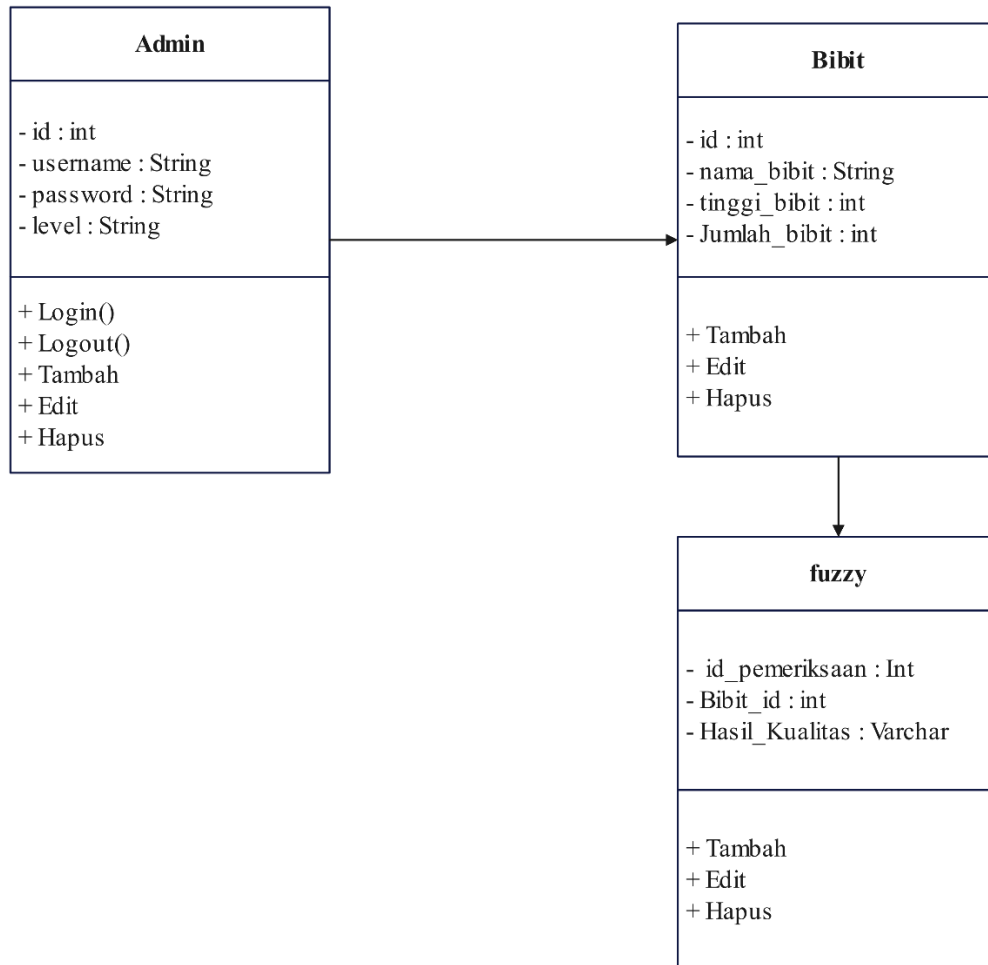 Admin
- id : int
- username : String
- password : String
- level : String
+ Login()
+ Logout()
+ Tambah
+ Edit
+ Hapus
Bibit
- id : int
- nama_bibit : String
- tinggi_bibit : int
- Jumlah_bibit : int
+ Tambah
+ Edit
+ Hapus
fuzzy
- id_pemeriksaan : Int
- Bibit_id : int
- Hasil_Kualitas : Varchar
+ Tambah
+ Edit
+ Hapus